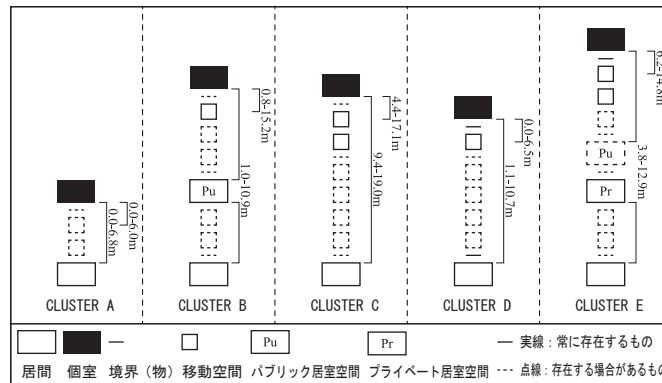 0.0-6.0m
0.0-6.8m
CLUSTER A
0.8-15.2m
1.0-10.9m
Pu
CLUSTER B
4.4-17.1m
9.4-19.0m
CLUSTER C
0.0-6.5m
1.1-10.7m
CLUSTER D
6.2-14.8m
3.8-12.9m
Pu
Pr
CLUSTER E
Pu
Pr
実線：常に存在するもの
居間 個室 境界（物）移動空間 パブリック居室空間 プライベート居室空間 点線：存在する場合があるもの